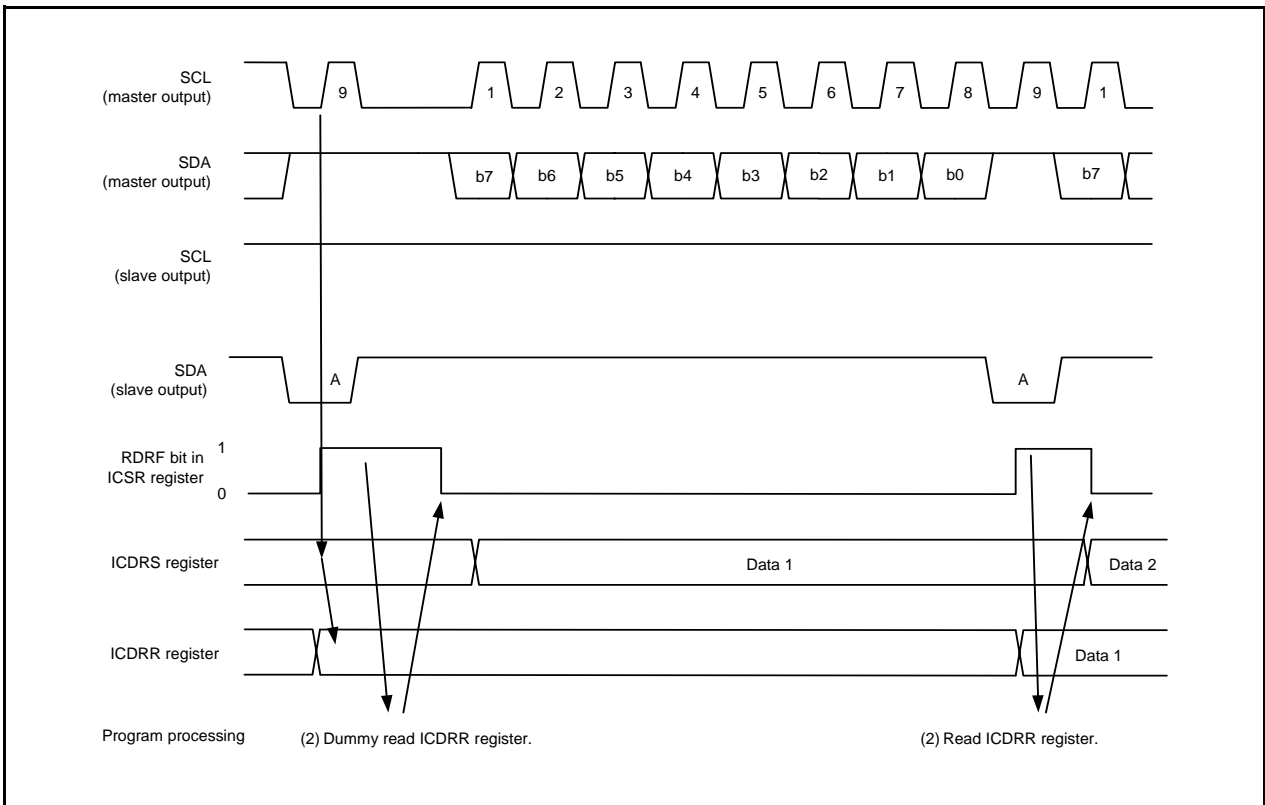 SCL
(master output)
9 1 2 3 4 5 6 7 8 9 1
SDA
(master output)
b7 b6 b5 b4 b3 b2 b1 b0 b7
SCL
(slave output)
SDA
(slave output)
A A
RDRF bit in
ICSR register
1
0
ICDRS register
Data 1 Data 2
ICDRR register
Data 1
Program processing
(2) Dummy read ICDRR register. (2) Read ICDRR register.